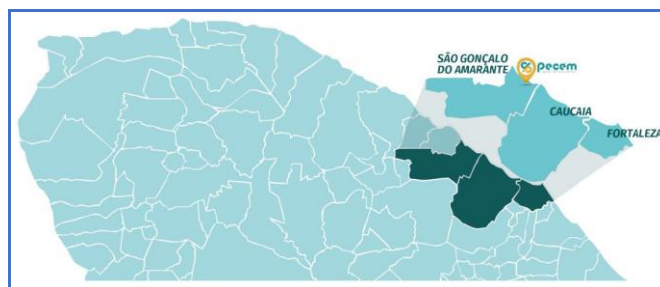 SÃO GONÇALO
DO AMARANTE
pecem
CAUCAIA
FORTALEZA